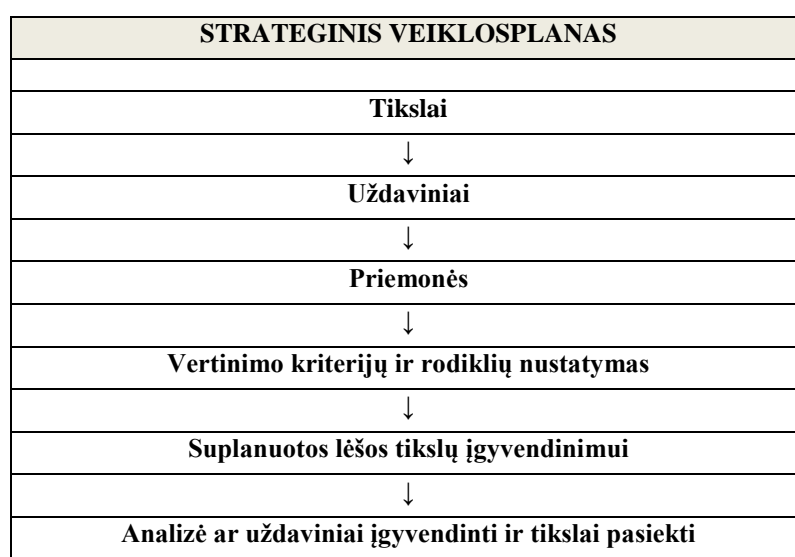 STRATEGINIS VEIKLOSPLANAS
Tikslai
↓
Uždaviniai
↓
Priemonės
↓
Vertinimo kriterijų ir rodiklių nustatymas
↓
Suplanuotos lėšos tikslų įgyvendinimui
↓
Analizė ar uždaviniai įgyvendinti ir tikslai pasiekti